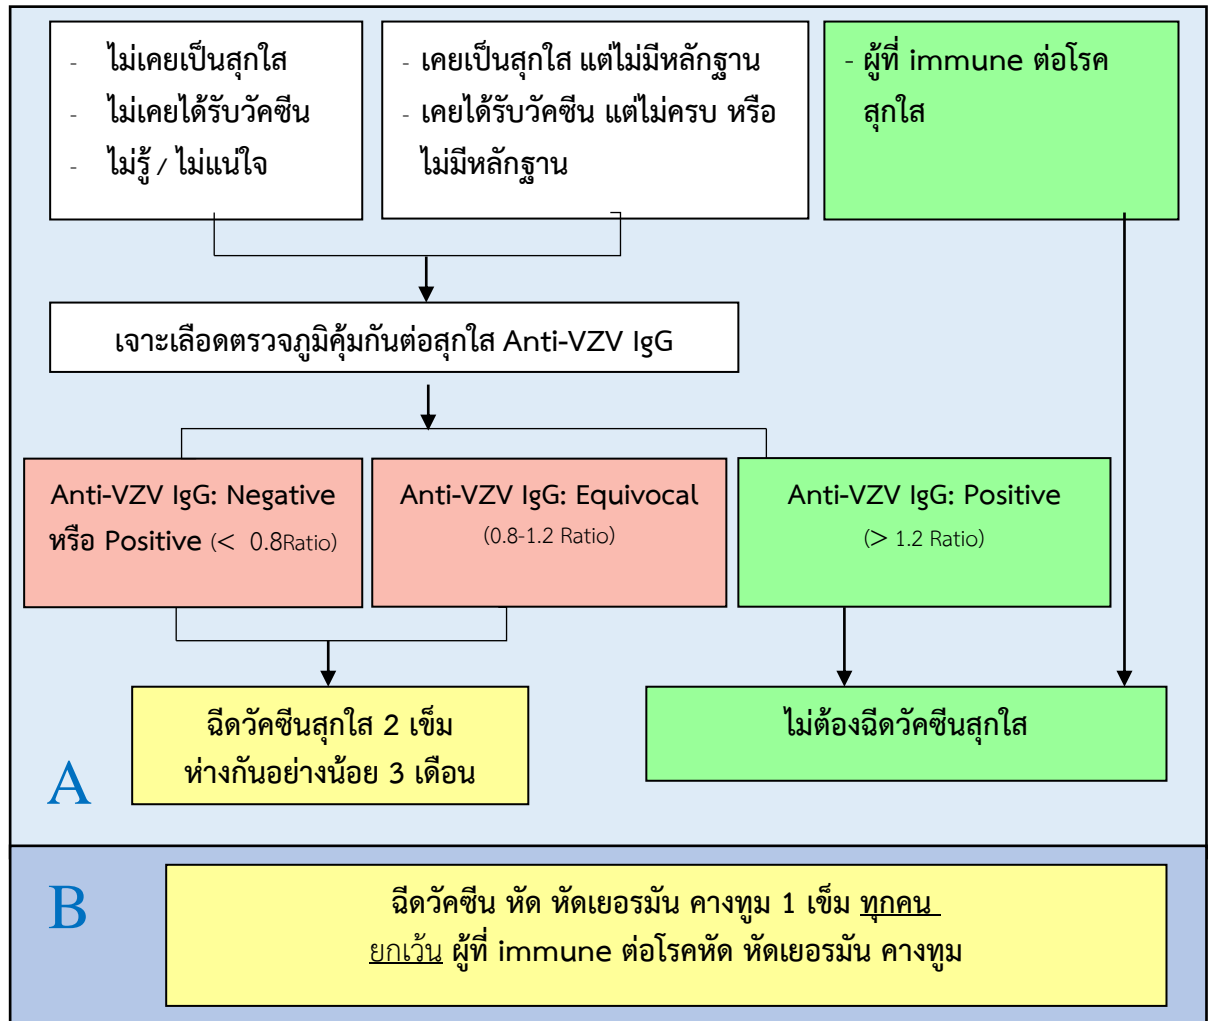 - ไม่เคยเป็นสุกใส
- ไม่เคยได้รับวัคซีน
- ไม่รู้ / ไม่แน่ใจ
- เคยเป็นสุกใส แต่ไม่มีหลักฐาน
- เคยได้รับวัคซีน แต่ไม่ครบ หรือ
ไม่มีหลักฐาน
- ผู้ที่ immune ต่อโรค
สุกใส
เจาะเลือดตรวจภูมิคุ้มกันต่อสุกใส Anti-VZV IgG
Anti-VZV IgG: Negative
หรือ Positive (< 0.8Ratio)
Anti-VZV IgG: Equivocal
(0.8-1.2 Ratio)
Anti-VZV IgG: Positive
(> 1.2 Ratio)
ฉีดวัคซีนสุกใส 2 เข็ม
ห่างกันอย่างน้อย 3 เดือน
ไม่ต้องฉีดวัคซีนสุกใส
A
B
ฉีดวัคซีน หัด หัดเยอรมัน คางทูม 1 เข็ม ทุกคน
ยกเว้น ผู้ที่ immune ต่อโรคหัด หัดเยอรมัน คางทูม